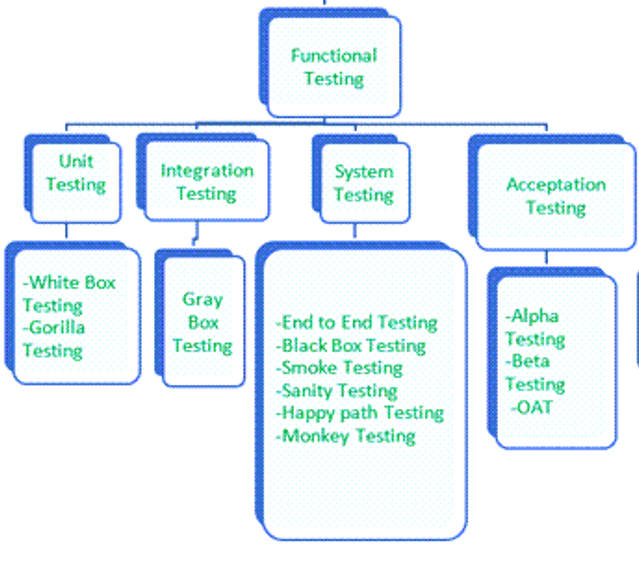 Functional
Testing
Unit
Testing
Integration
Testing
System
Testing
Acceptation
Testing
-White Box
Testing
-Gorilla
Testing
Gray
Box
Testing
-End to End Testing
-Black Box Testing
-Smoke Testing
-Sanity Testing
-Happy path Testing
-Monkey Testing
-Alpha
Testing
-Beta
Testing
-OAT